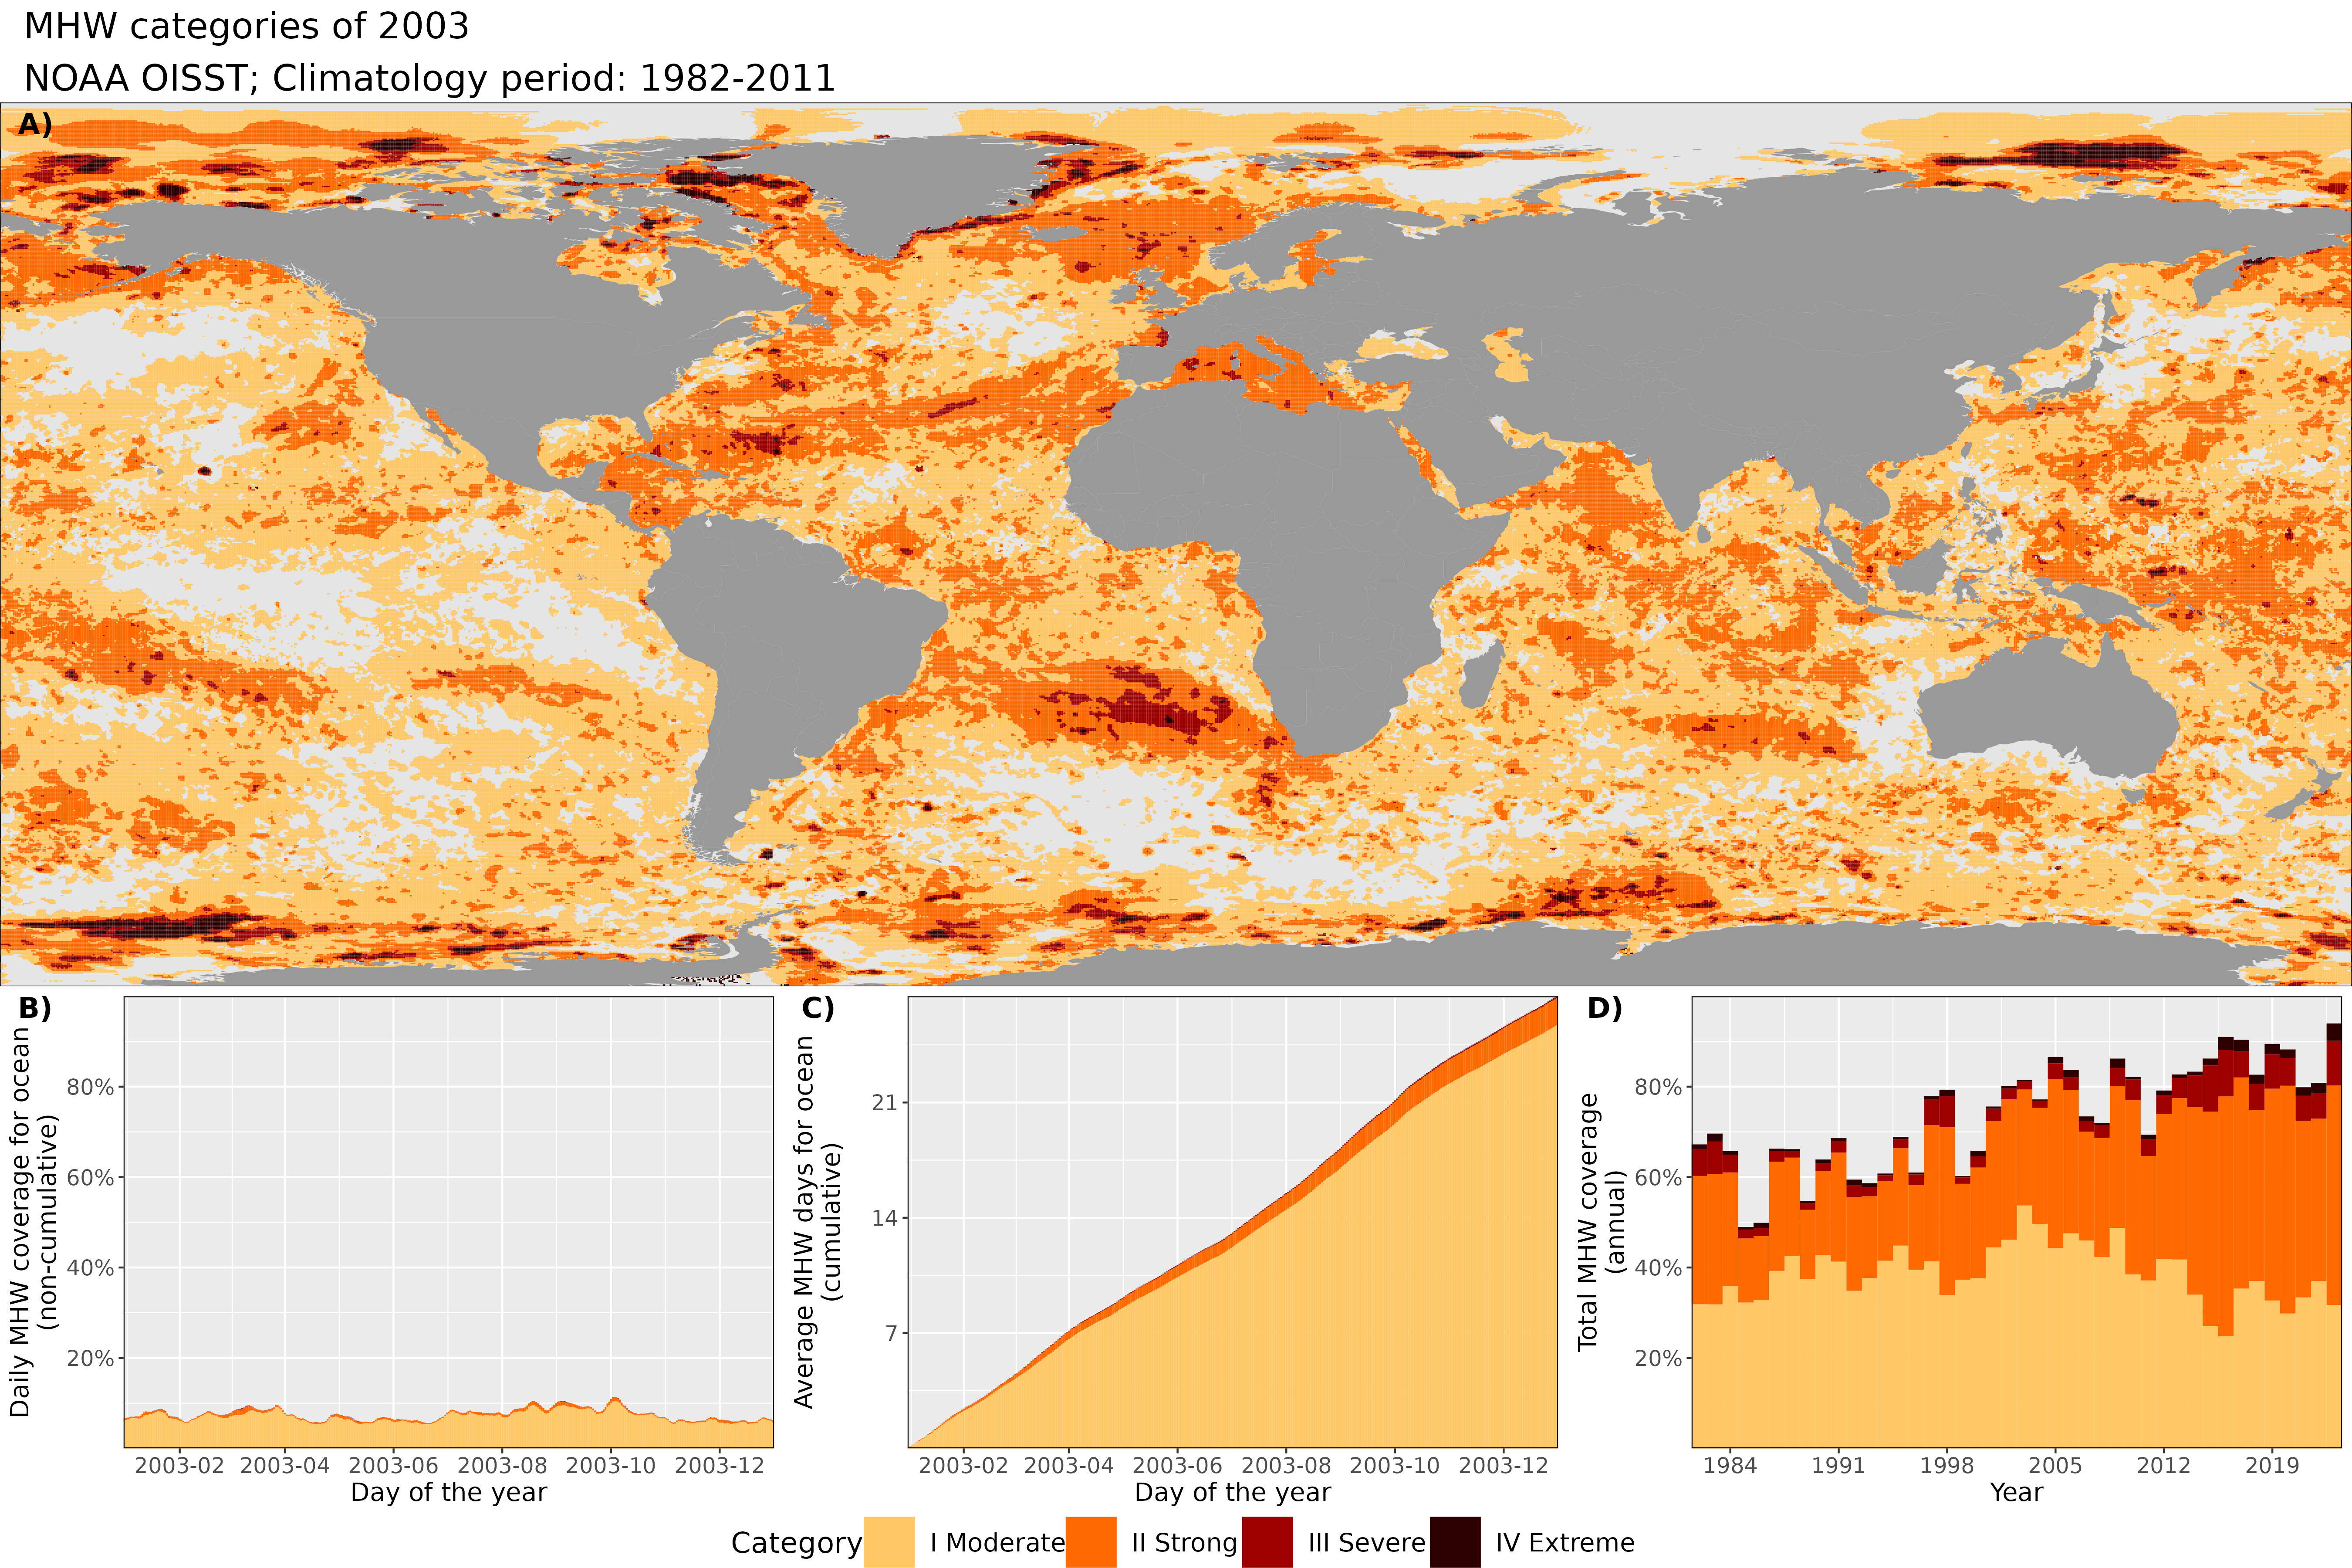 MHW categories of 2003
NOAA OISST; Climatology period: 1982-2011
A)
B)
Daily MHW coverage for ocean
(non-cumulative)
80%
60%
40%
20%
2003-02 2003-04 2003-06 2003-08 2003-10 2003-12
Day of the year
C)
Average MHW days for ocean
(cumulative)
21
14
7
2003-02 2003-04 2003-06 2003-08 2003-10 2003-12
Day of the year
D)
Total MHW coverage
(annual)
80%
60%
40%
20%
1984 1991 1998 2005 2012 2019
Year
Category I Moderate II Strong III Severe IV Extreme